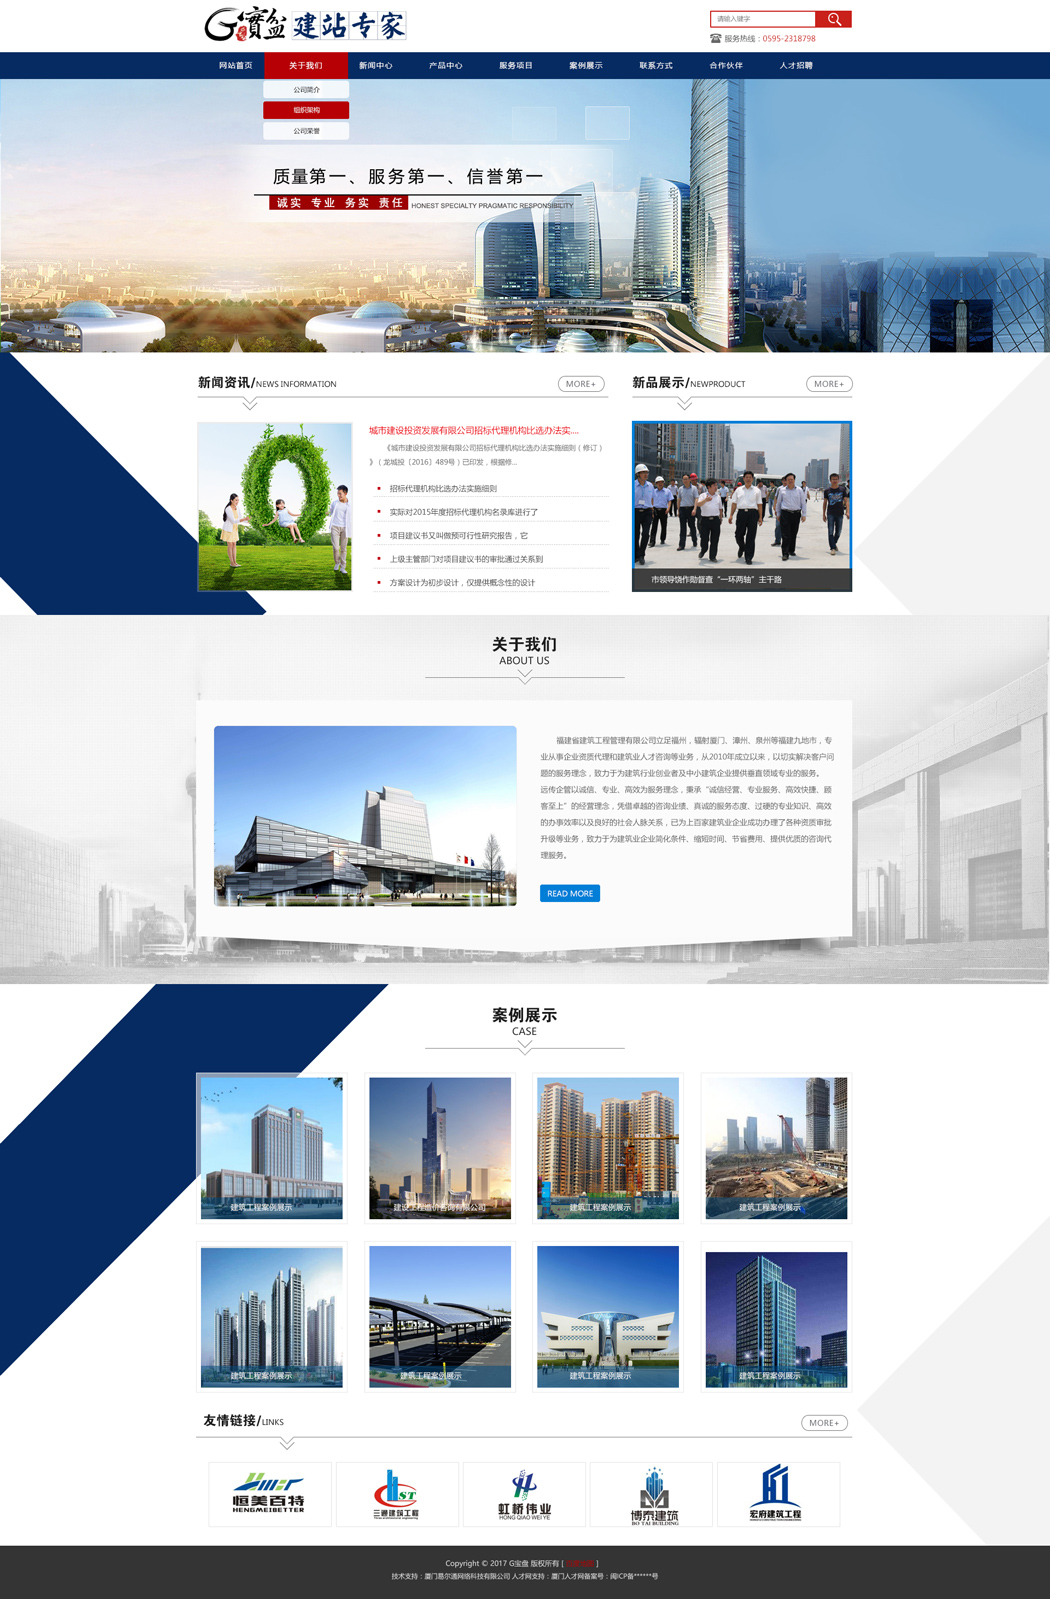 G寶盆 建站专家
请输入键字
服务热线：0595-2318798
网站首页 关于我们 新闻中心 产品中心 服务项目 案例展示 联系方式 合作伙伴 人才招聘
公司简介
组织架构
公司荣誉
质量第一、服务第一、信誉第一
诚实 专业 务实 责任 HONEST SPECIALTY PRAGMATIC RESPONSIBILITY
新闻资讯/NEWS INFORMATION MORE+
新品展示/NEWPRODUCT MORE+
城市建设投资发展有限公司招标代理机构比选办法实....
《城市建设投资发展有限公司招标代理机构比选办法实施细则（修订）
》（龙城投〔2016〕489号）已印发，根据修...
招标代理机构比选办法实施细则
实际对2015年度招标代理机构名录库进行了
项目建议书又叫做预可行性研究报告，它
上级主管部门对项目建议书的审批通过关系到
方案设计为初步设计，仅提供概念性的设计
市领导饶作勋督查“一环两轴”主干路
关于我们
ABOUT US
福建省建筑工程管理有限公司立足福州，辐射厦门、漳州、泉州等福建九地市，专
业从事企业资质代理和建筑业人才咨询等业务，从2010年成立以来，以切实解决客户问
题的服务理念，致力于为建筑行业创业者及中小建筑企业提供垂直领域专业的服务。
远传企管以诚信、专业、高效为服务理念，秉承“诚信经营、专业服务、高效快捷、顾
客至上”的经营理念，凭借卓越的咨询业绩、真诚的服务态度、过硬的专业知识、高效
的办事效率以及良好的社会人脉关系，已为上百家建筑业企业成功办理了各种资质审批
升级等业务，致力于为建筑业企业简化条件、缩短时间、节省费用、提供优质的咨询代
理服务。
READ MORE
案例展示
CASE
建筑工程案例展示
建设工程造价咨询有限公司
建筑工程案例展示
建筑工程案例展示
建筑工程案例展示
建筑工程案例展示
建筑工程案例展示
建筑工程案例展示
友情链接/LINKS MORE+
恒美百特
HENGMEIBETTER
ST
三通建筑工程
虹桥伟业
HONG QIAO WEI YE
博泰建筑
BO TAI BUILDING
宏府建筑工程
Copyright © 2017 G宝盘 版权所有 [ ]
技术支持：厦门易尔通网络科技有限公司 人才网支持：厦门人才网备案号：闽ICP备******号